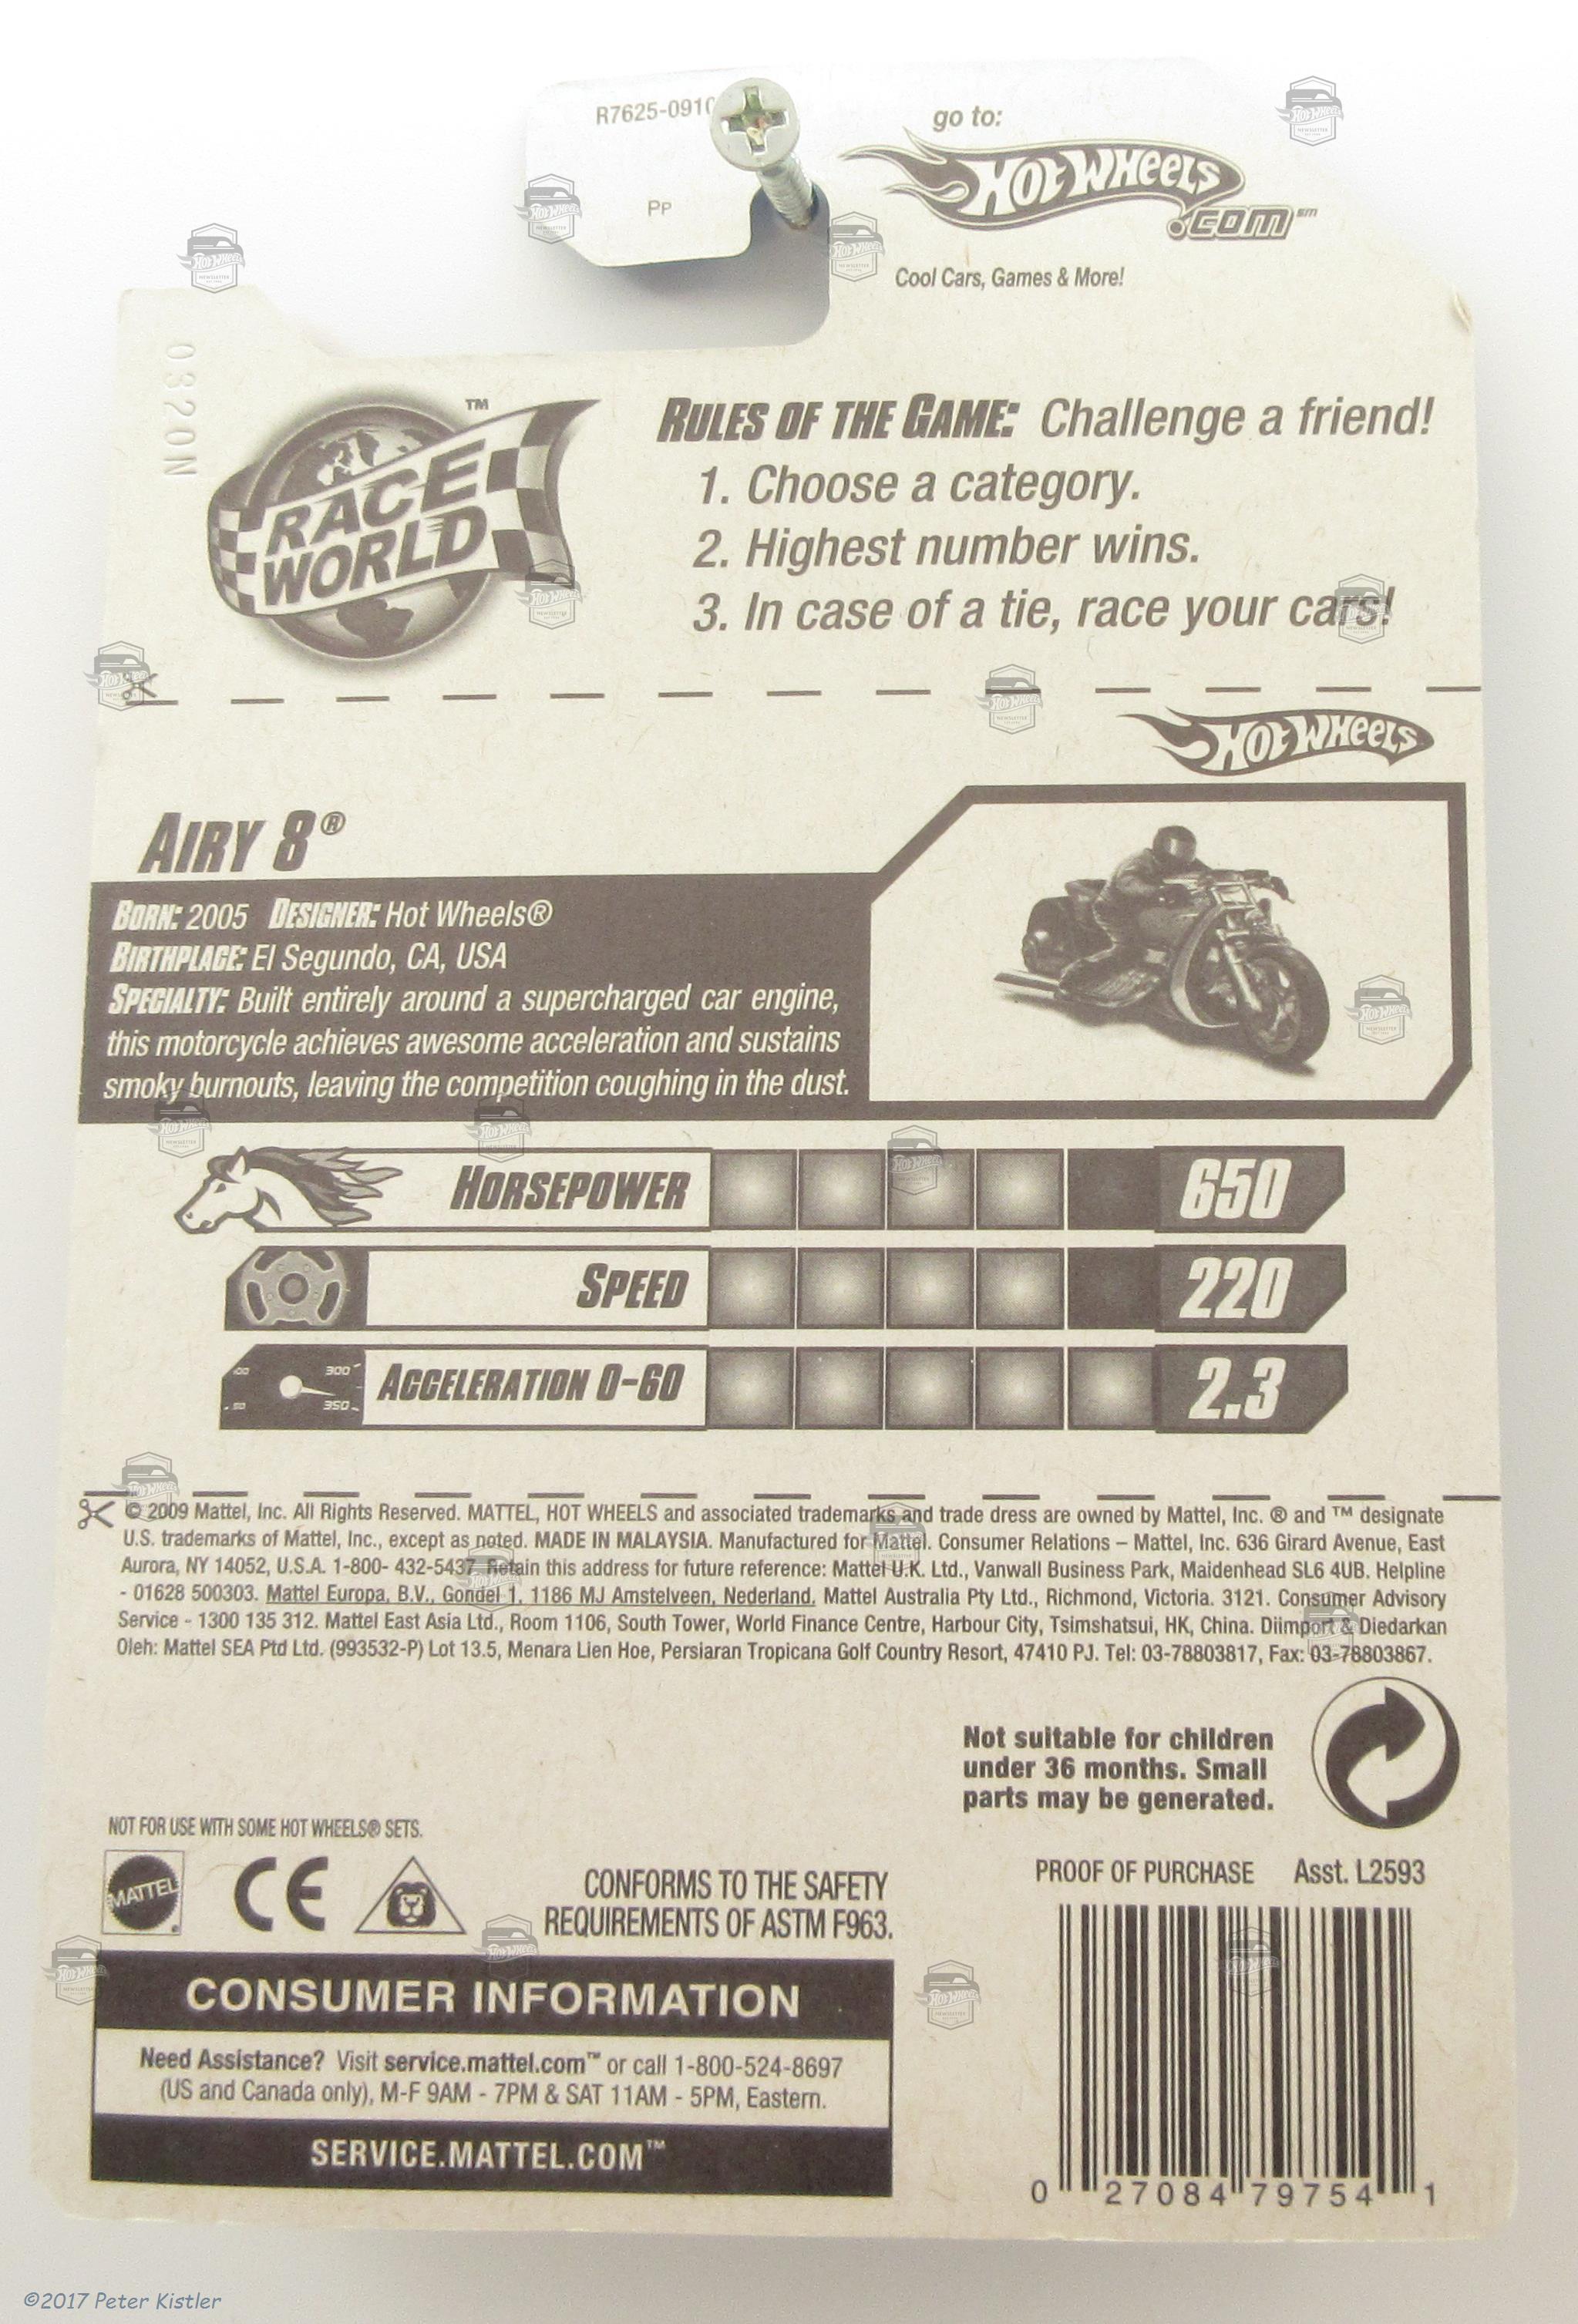 R7625-0910
go to:
Hot Wheels
.com℠
PP
Cool Cars, Games & More!
0320N
RACE WORLD™
RULES OF THE GAME: Challenge a friend!
1. Choose a category.
2. Highest number wins.
3. In case of a tie, race your cars!
Hot Wheels
AIRY 8®
BORN: 2005 DESIGNER: Hot Wheels®
BIRTHPLACE: El Segundo, CA, USA
SPECIALTY: Built entirely around a supercharged car engine,
this motorcycle achieves awesome acceleration and sustains
smoky burnouts, leaving the competition coughing in the dust.
HORSEPOWER 650
SPEED 220
300
350
ACCELERATION 0-60 2.3
© 2009 Mattel, Inc. All Rights Reserved. MATTEL, HOT WHEELS and associated trademarks and trade dress are owned by Mattel, Inc. ® and ™ designate
U.S. trademarks of Mattel, Inc., except as noted. MADE IN MALAYSIA. Manufactured for Mattel. Consumer Relations – Mattel, Inc. 636 Girard Avenue, East
Aurora, NY 14052, U.S.A. 1-800- 432-5437. Retain this address for future reference: Mattel U.K. Ltd., Vanwall Business Park, Maidenhead SL6 4UB. Helpline
- 01628 500303. Mattel Europa, B.V., Gondel 1, 1186 MJ Amstelveen, Nederland. Mattel Australia Pty Ltd., Richmond, Victoria. 3121. Consumer Advisory
Service - 1300 135 312. Mattel East Asia Ltd., Room 1106, South Tower, World Finance Centre, Harbour City, Tsimshatsui, HK, China. Diimport & Diedarkan
Oleh: Mattel SEA Ptd Ltd. (993532-P) Lot 13.5, Menara Lien Hoe, Persiaran Tropicana Golf Country Resort, 47410 PJ. Tel: 03-78803817, Fax: 03-78803867.
Not suitable for children
under 36 months. Small
parts may be generated.
NOT FOR USE WITH SOME HOT WHEELS® SETS.
MATTEL
CE
CONFORMS TO THE SAFETY
REQUIREMENTS OF ASTM F963.
PROOF OF PURCHASE Asst. L2593
CONSUMER INFORMATION
Need Assistance? Visit service.mattel.com™ or call 1-800-524-8697
(US and Canada only), M-F 9AM - 7PM & SAT 11AM - 5PM, Eastern.
SERVICE.MATTEL.COM™
0 27084 79754 1
©2017 Peter Kistler